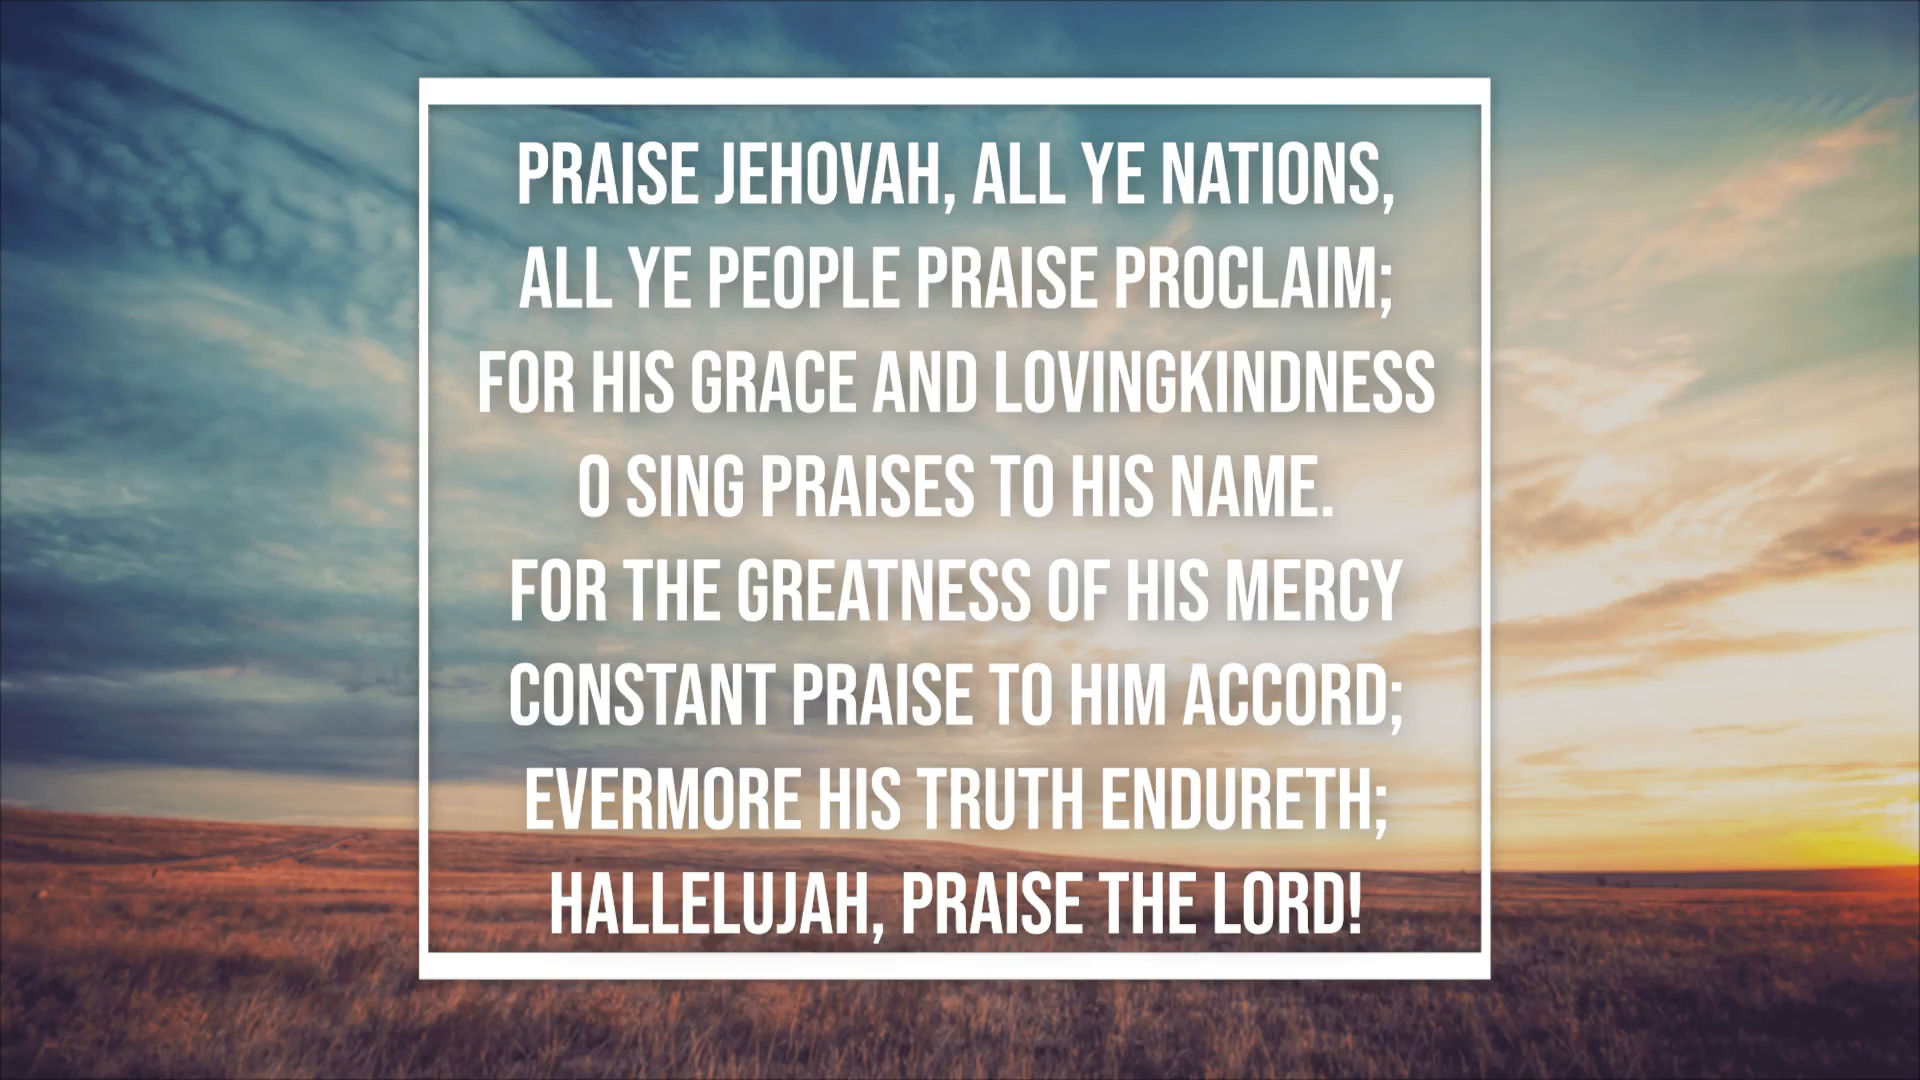 PRAISE JEHOVAH, ALL YE NATIONS,
ALL YE PEOPLE PRAISE PROCLAIM;
FOR HIS GRACE AND LOVINGKINDNESS
O SING PRAISES TO HIS NAME.
FOR THE GREATNESS OF HIS MERCY
CONSTANT PRAISE TO HIM ACCORD;
EVERMORE HIS TRUTH ENDURETH;
HALLELUJAH, PRAISE THE LORD!